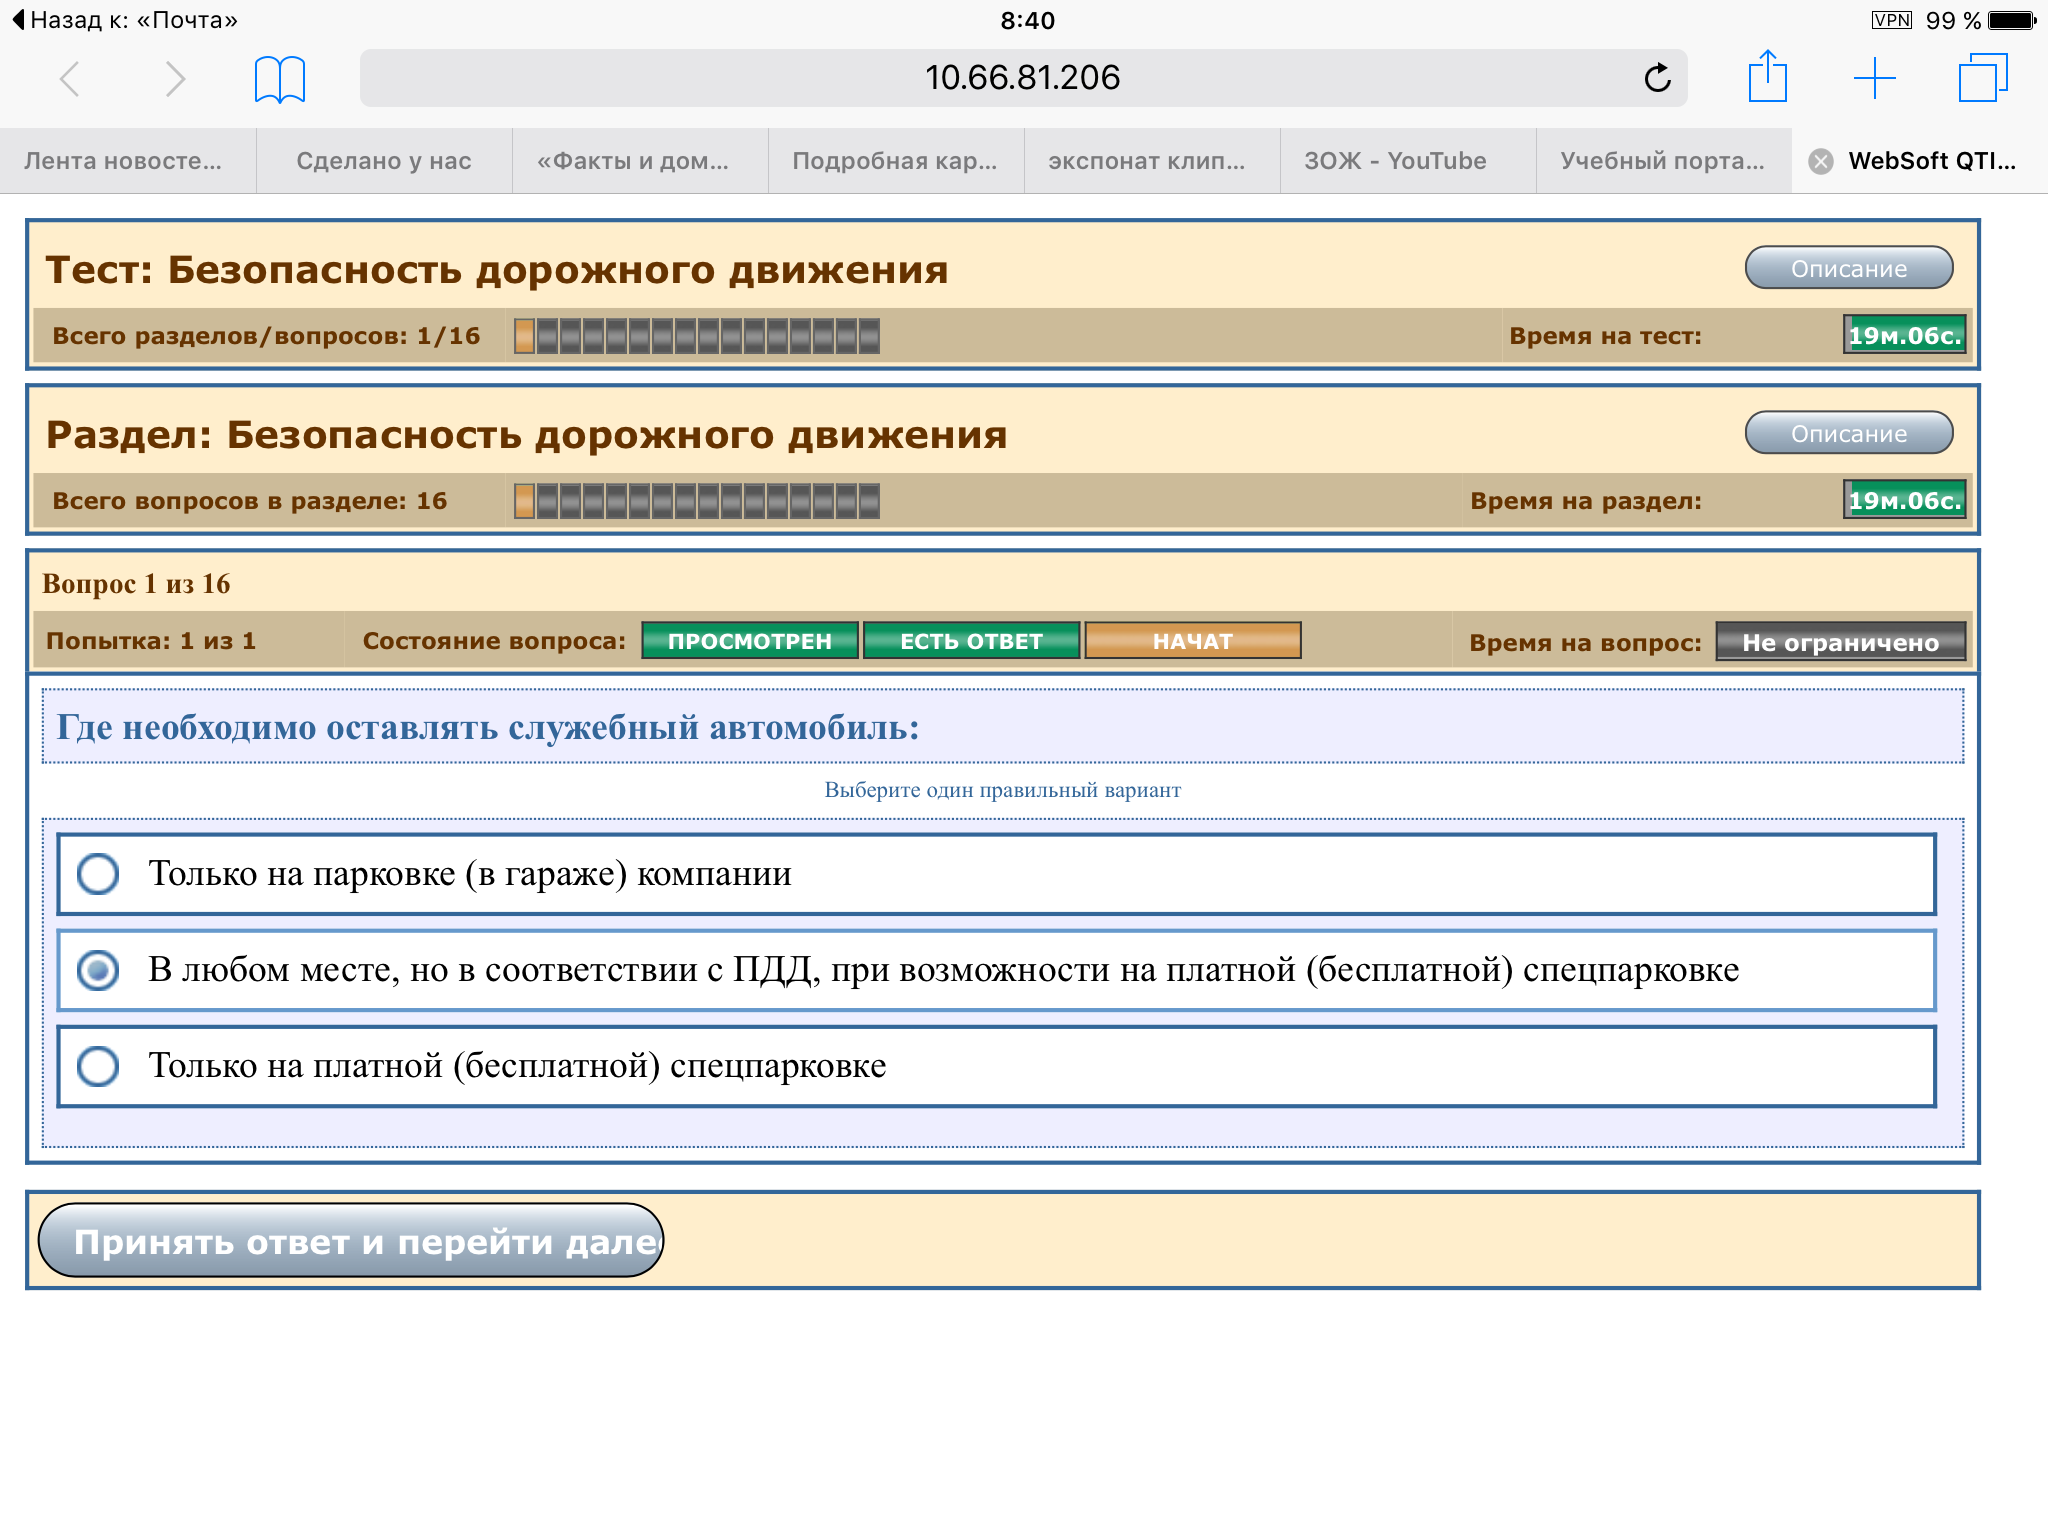 Назад к: «Почта»
8:40
VPN 99 %
10.66.81.206
Лента новосте...
Сделано у нас
«Факты и дом...
Подробная кар...
экспонат клип...
ЗОЖ - YouTube
Учебный порта...
WebSoft QTI...
Тест: Безопасность дорожного движения
Описание
Всего разделов/вопросов: 1/16
Время на тест:
19м.06с.
Раздел: Безопасность дорожного движения
Описание
Всего вопросов в разделе: 16
Время на раздел:
19м.06с.
Вопрос 1 из 16
Попытка: 1 из 1
Состояние вопроса:
ПРОСМОТРЕН
ЕСТЬ ОТВЕТ
НАЧАТ
Время на вопрос:
Не ограничено
Где необходимо оставлять служебный автомобиль:
Выберите один правильный вариант
Только на парковке (в гараже) компании
В любом месте, но в соответствии с ПДД, при возможности на платной (бесплатной) спецпарковке
Только на платной (бесплатной) спецпарковке
Принять ответ и перейти дале